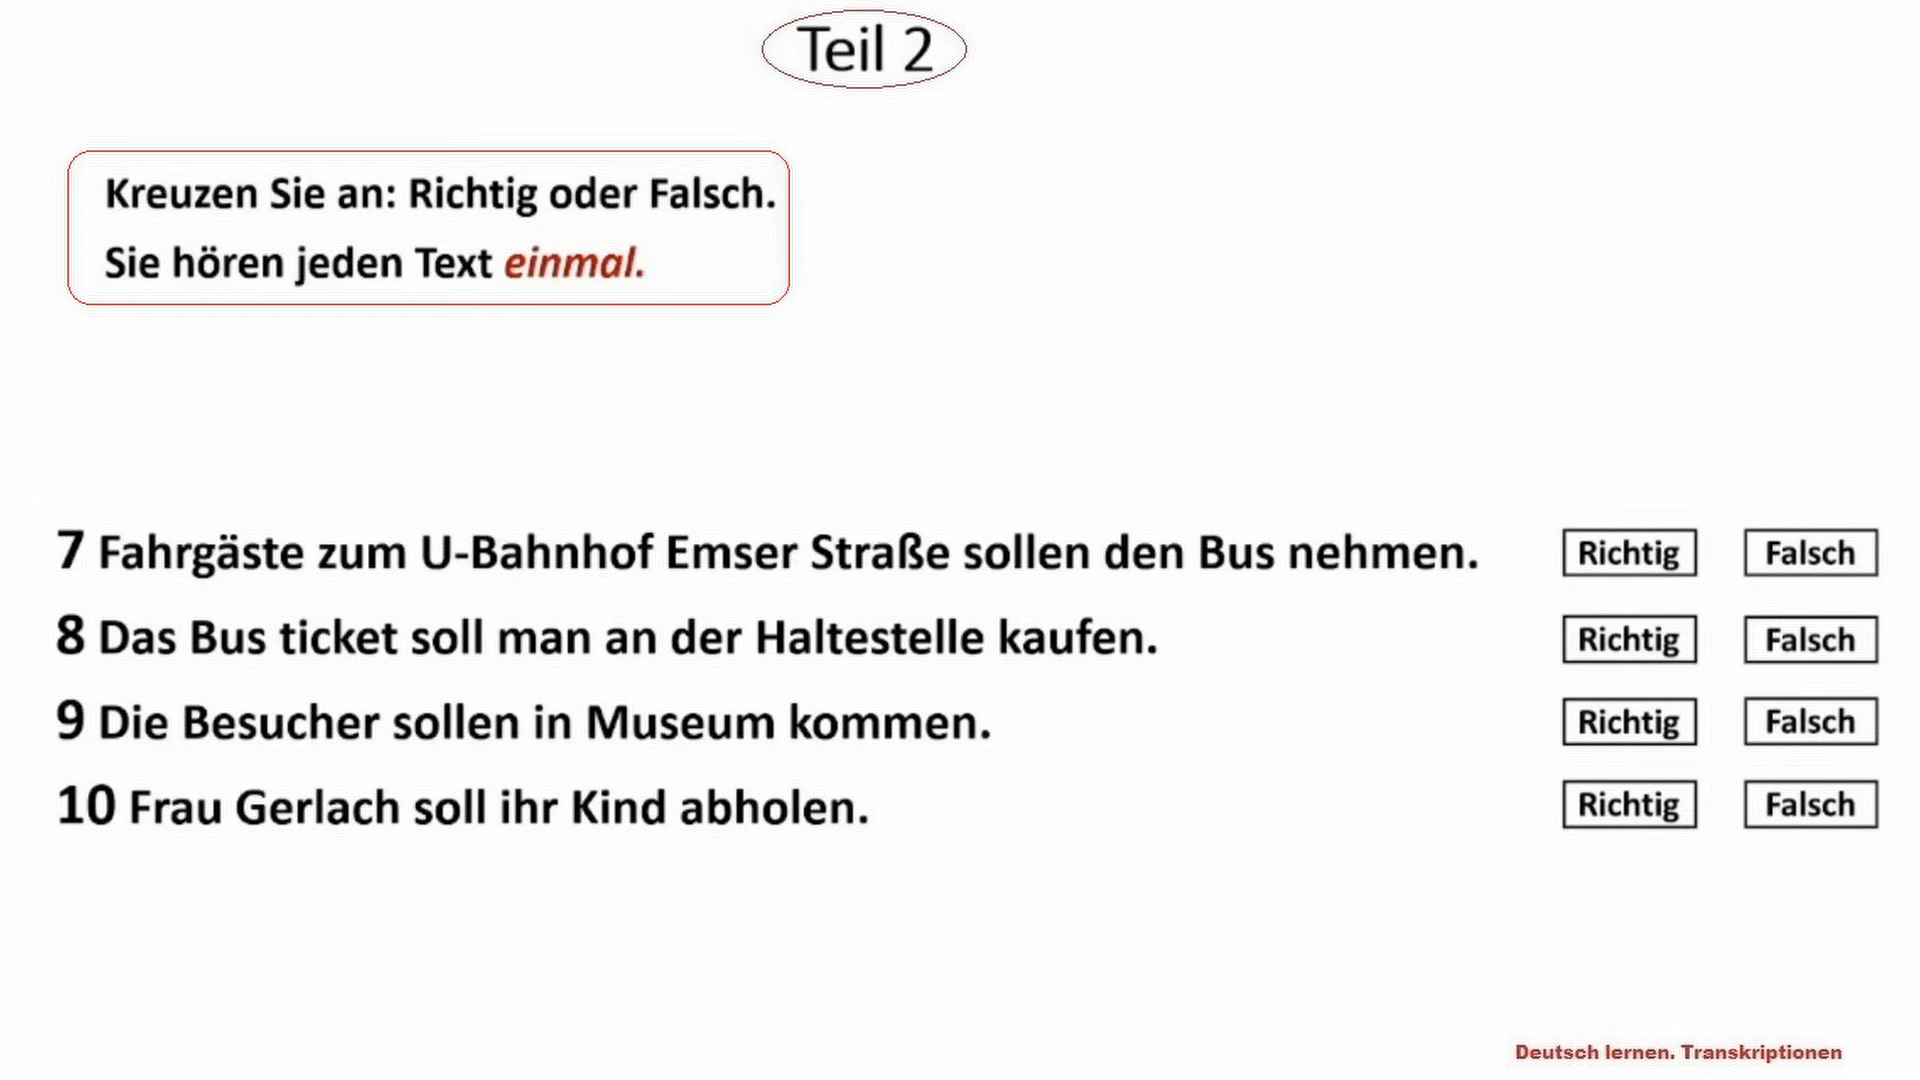 Teil 2
Kreuzen Sie an: Richtig oder Falsch.
Sie hören jeden Text einmal.
7 Fahrgäste zum U-Bahnhof Emser Straße sollen den Bus nehmen. Richtig Falsch
8 Das Bus ticket soll man an der Haltestelle kaufen. Richtig Falsch
9 Die Besucher sollen in Museum kommen. Richtig Falsch
10 Frau Gerlach soll ihr Kind abholen. Richtig Falsch
Deutsch lernen. Transkriptionen